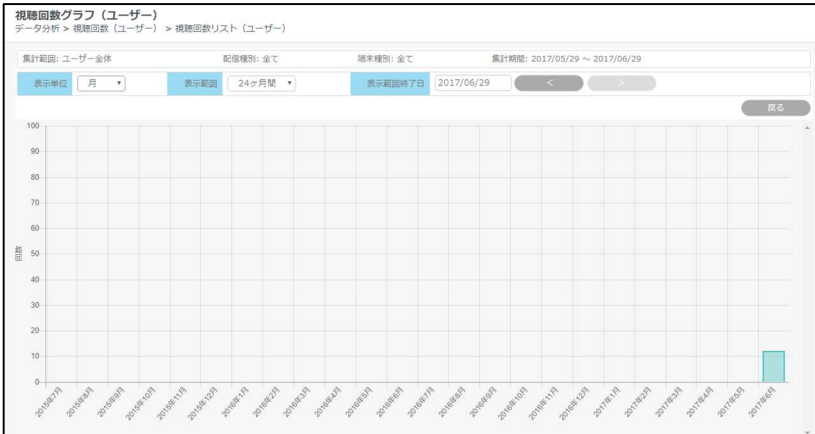 視聴回数グラフ（ユーザー）
データ分析 > 視聴回数（ユーザー） > 視聴回数リスト（ユーザー）
集計範囲: ユーザー全体 配信種別: 全て 端末種別: 全て 集計期間: 2017/05/29 ～ 2017/06/29
表示単位 月 ▼ 表示範囲 24ヶ月間 ▼ 表示範囲終了日 2017/06/29 < >
戻る
100
90
80
70
60
回数
50
40
30
20
10
0
2015年7月 2015年8月 2015年9月 2015年10月 2015年11月 2015年12月 2016年1月 2016年2月 2016年3月 2016年4月 2016年5月 2016年6月 2016年7月 2016年8月 2016年9月 2016年10月 2016年11月 2016年12月 2017年1月 2017年2月 2017年3月 2017年4月 2017年5月 2017年6月